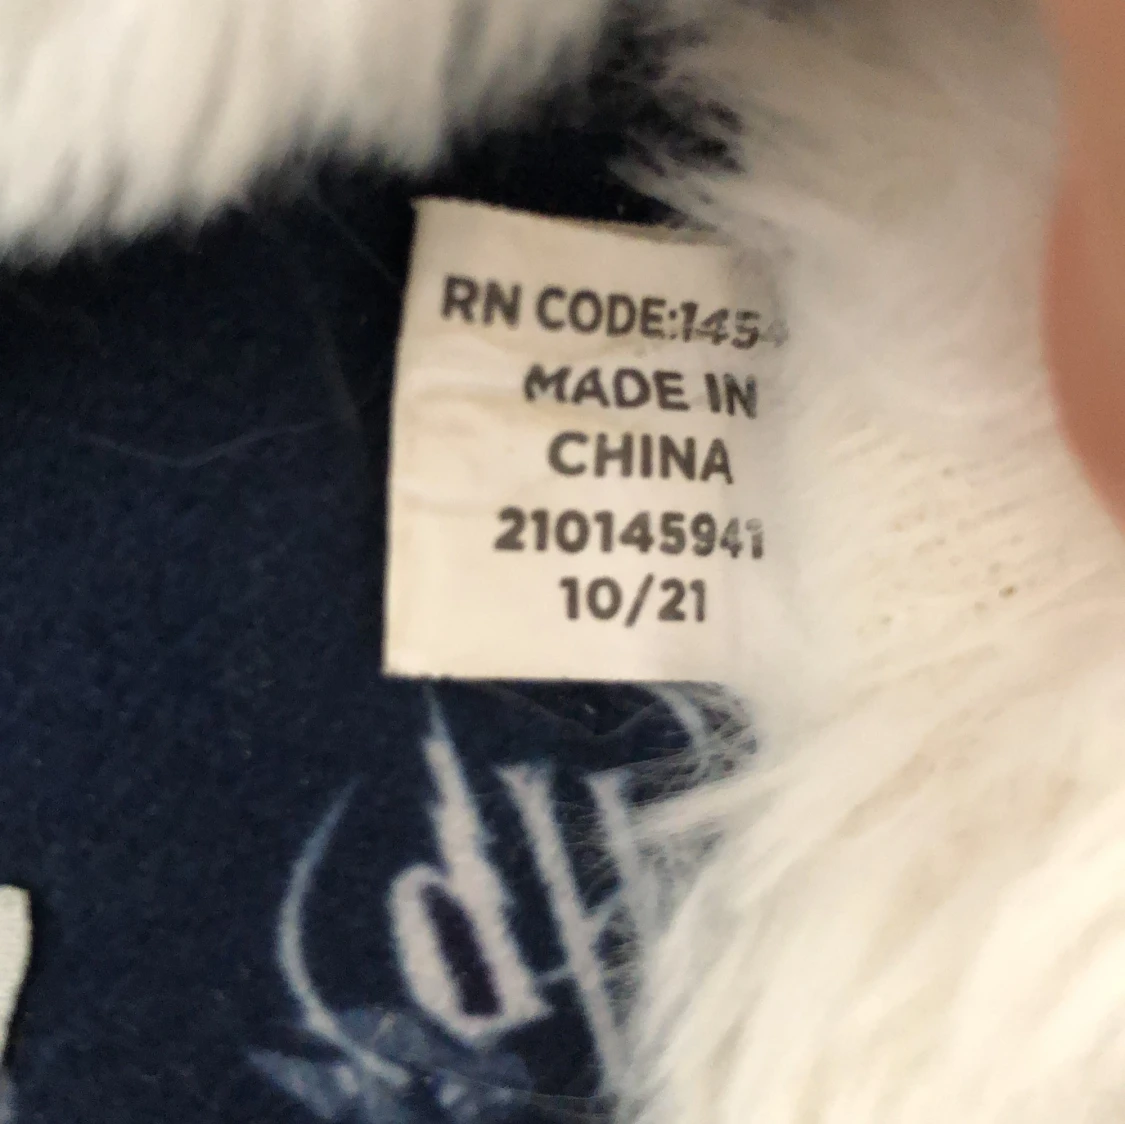 RN CODE:1454
MADE IN
CHINA
210145941
10/21